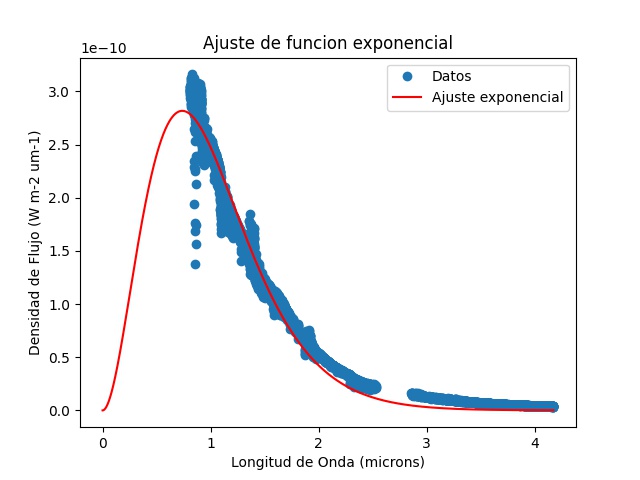 Ajuste de funcion exponencial
1e−10
Datos
Ajuste exponencial
3.0
2.5
2.0
1.5
1.0
0.5
0.0
Densidad de Flujo (W m-2 um-1)
0
1
2
3
4
Longitud de Onda (microns)